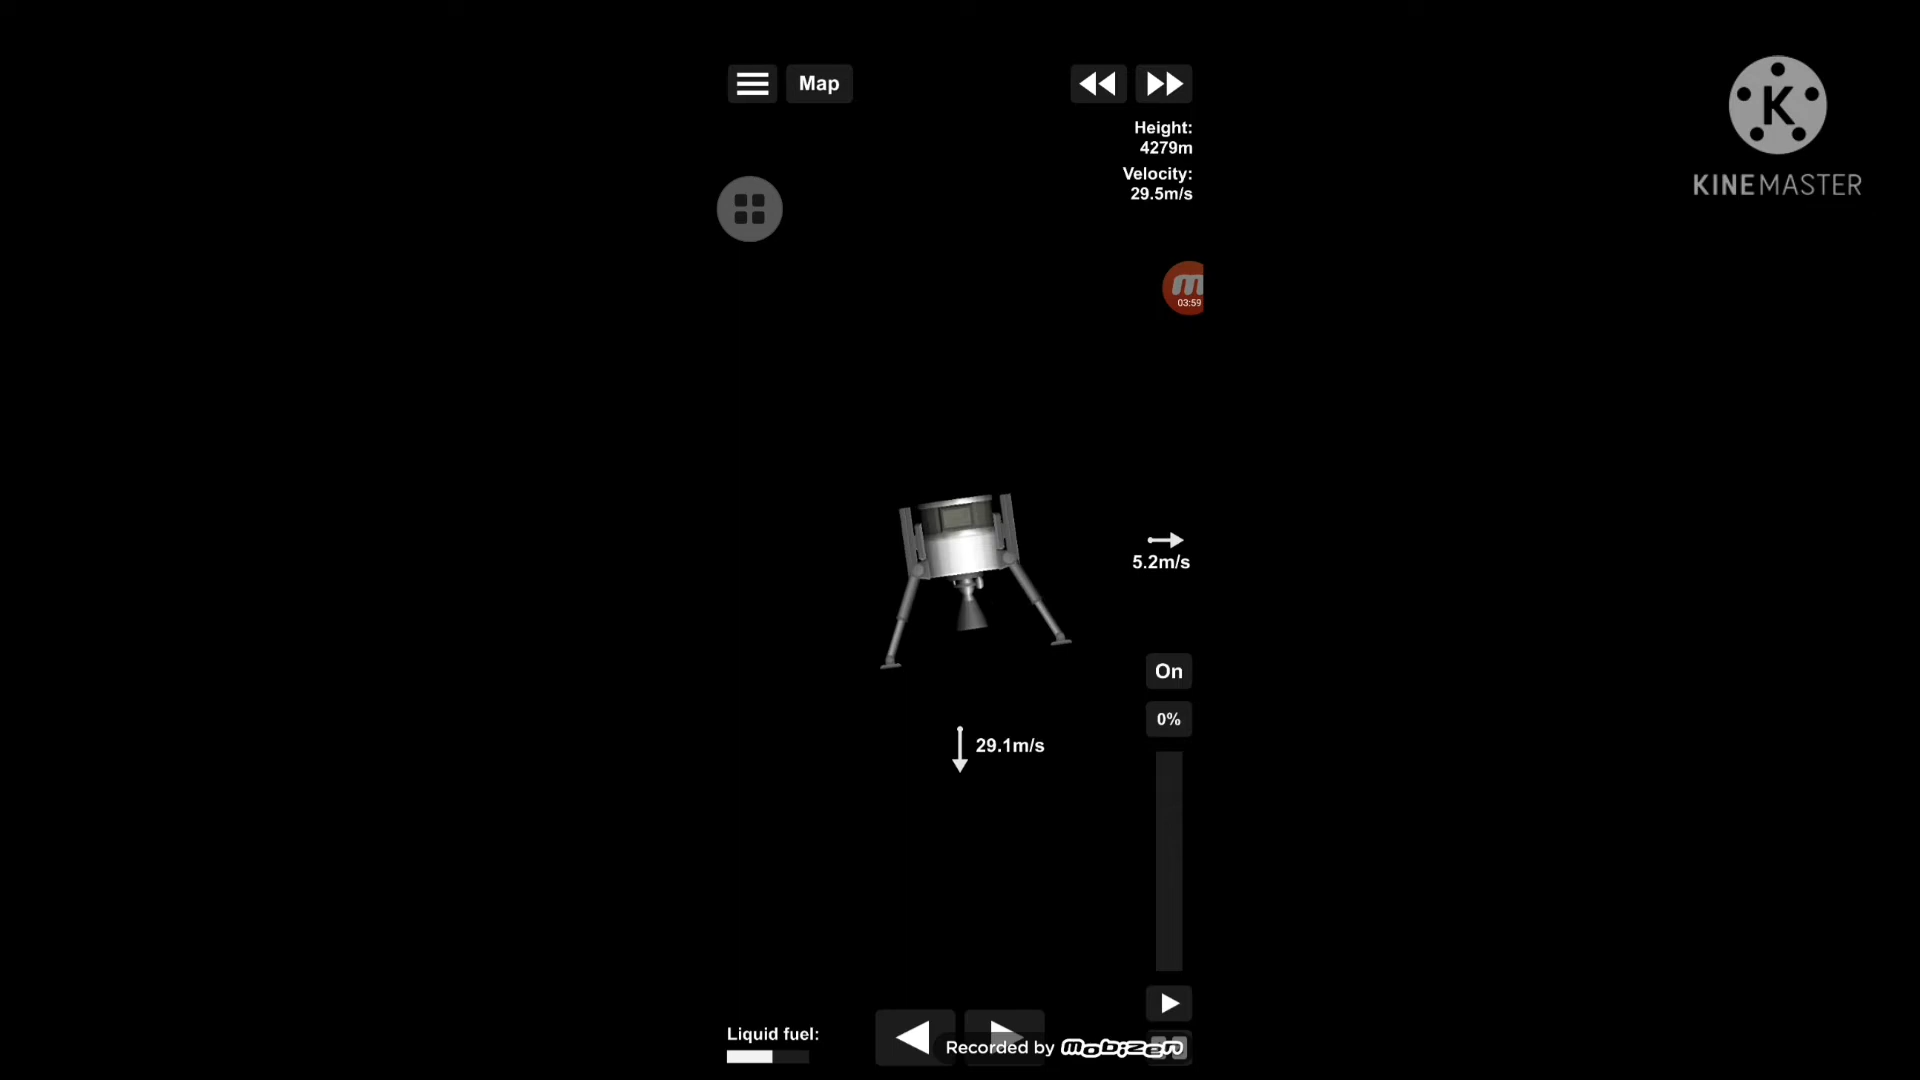 Map
Height:
4279m
Velocity:
29.5m/s
K
KINEMASTER
m
03:59
5.2m/s
On
0%
29.1m/s
Liquid fuel:
Recorded by Mobizen